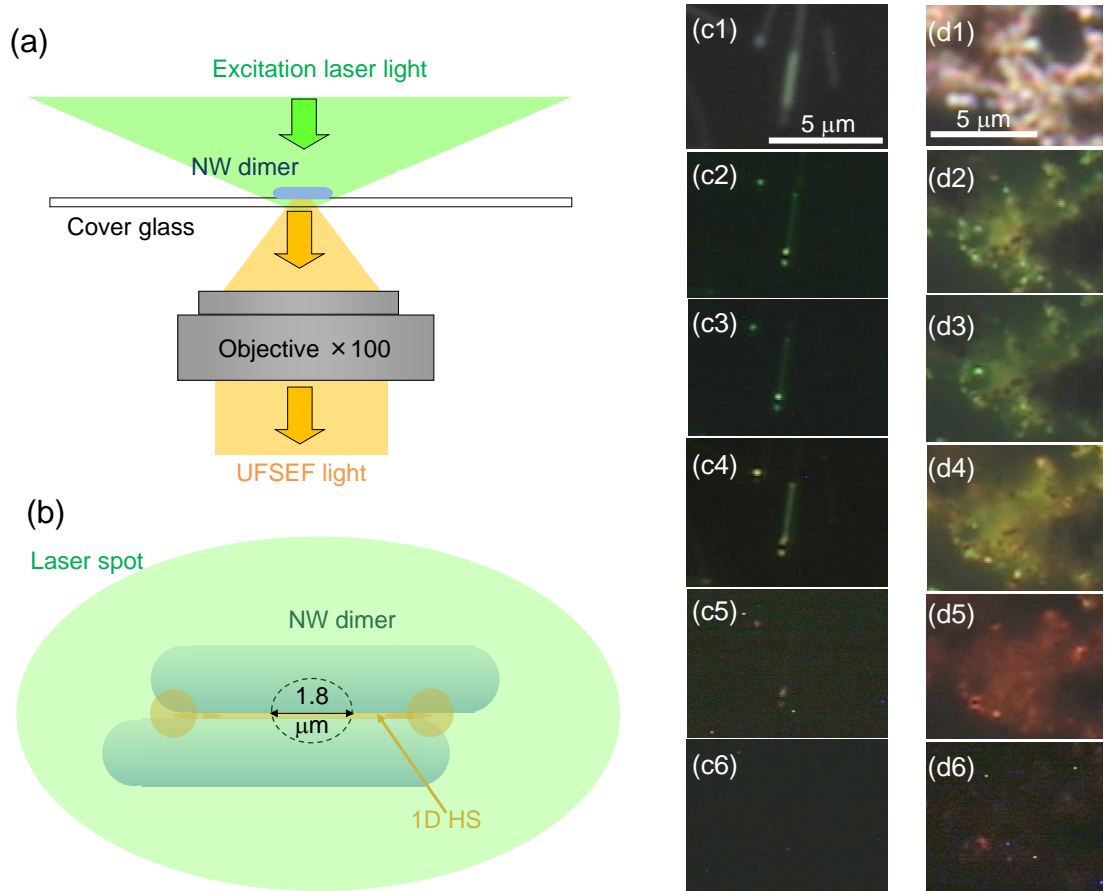 (a)
Excitation laser light
NW dimer
Cover glass
Objective ×100
UFSEF light
(b)
Laser spot
NW dimer
1.8
μm
1D HS
(c1)
5 μm
(c2)
(c3)
(c4)
(c5)
(c6)
(d1)
5 μm
(d2)
(d3)
(d4)
(d5)
(d6)